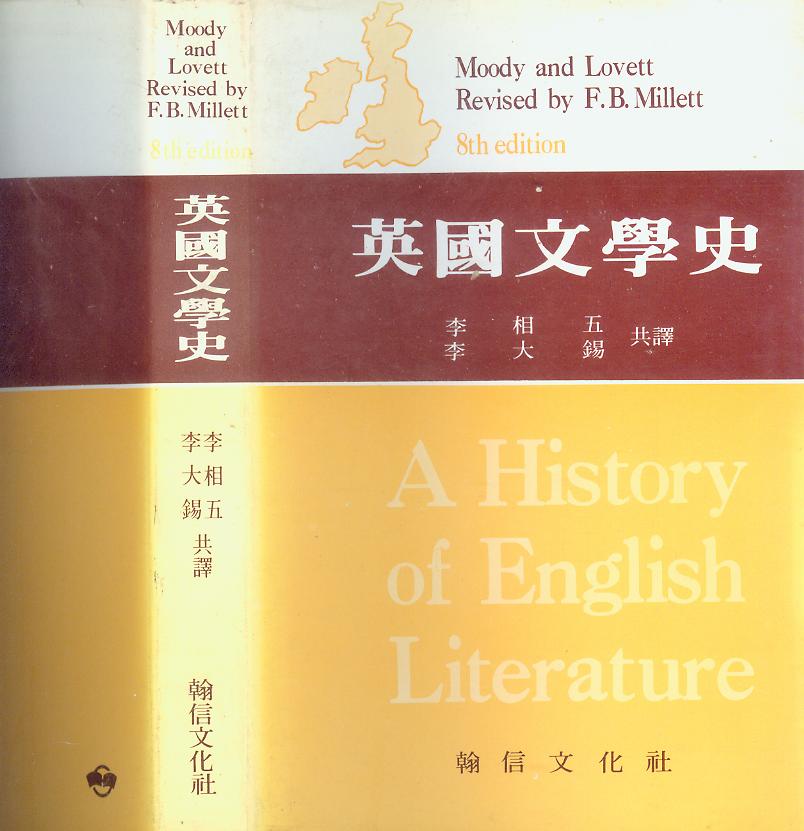 Moody
and
Lovett
Revised by
F.B.Millett
8th edition
英國文學史
李相五
李大錫
共譯
翰信文化社
Moody and Lovett
Revised by F.B.Millett
8th edition
英國文學史
李相五
李大錫
共譯
A History
of English
Literature
翰信文化社